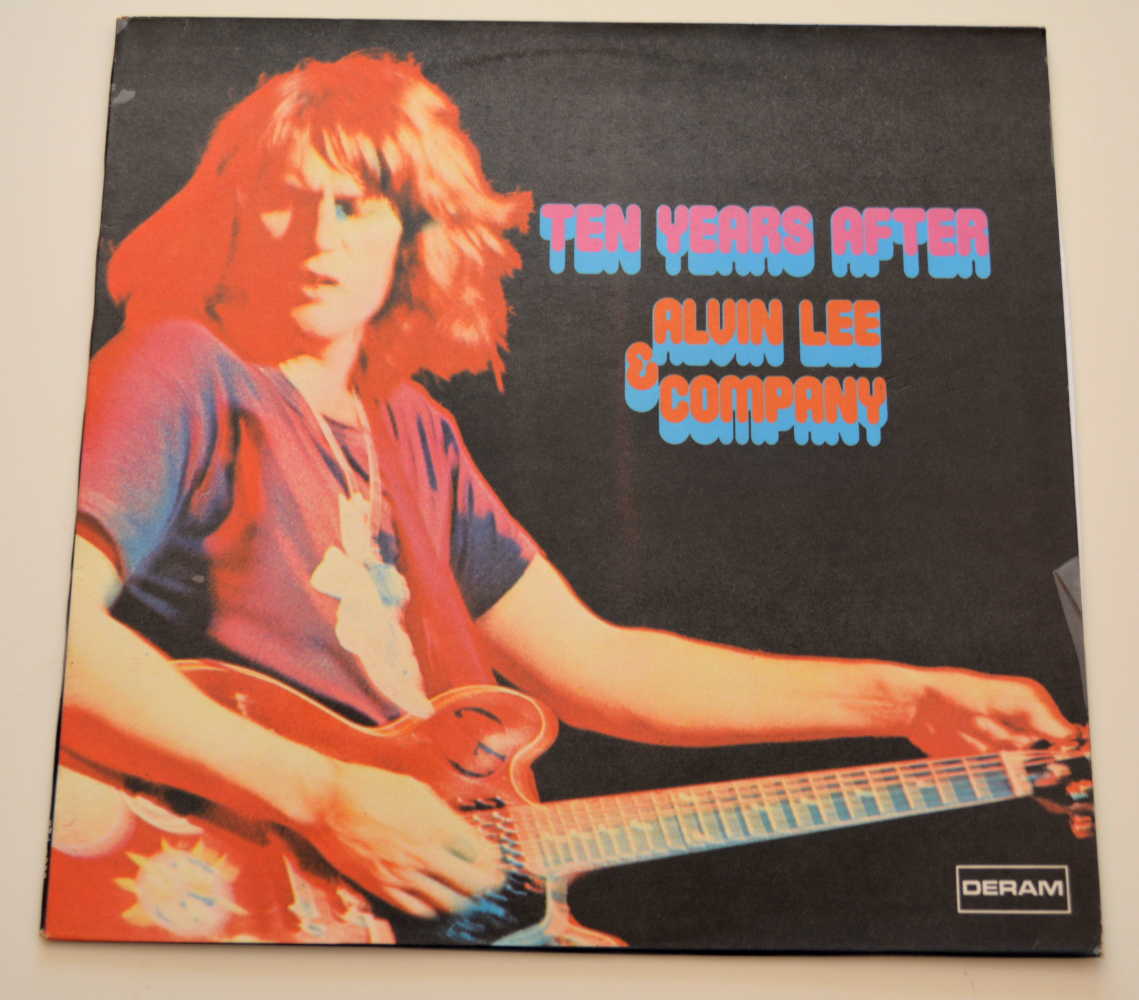 TEN YEARS AFTER
ALVIN LEE
& COMPANY
DERAM